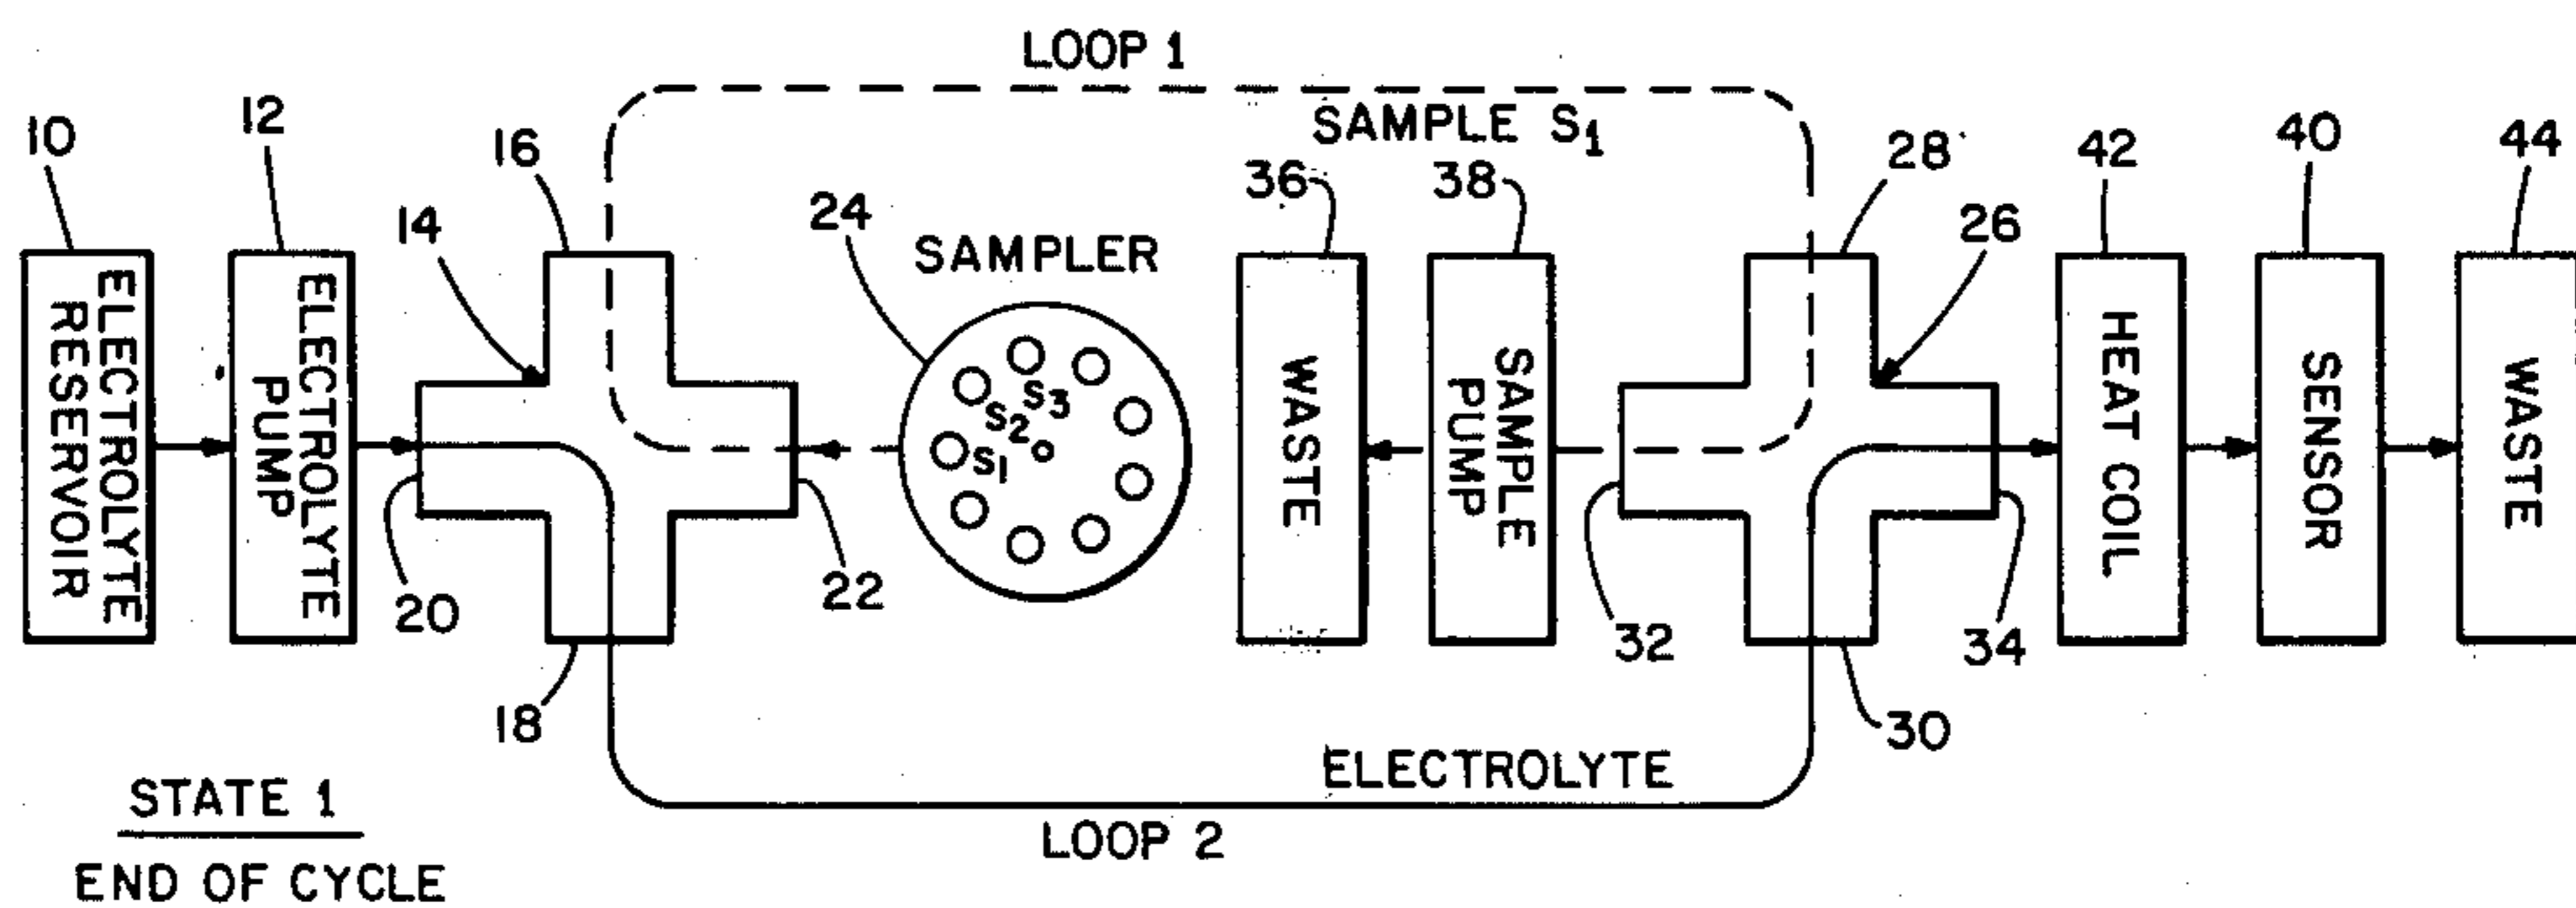 LOOP 1
SAMPLE S1
10
12
16
14
24
SAMPLER
36
38
28
26
42
40
44
ELECTROLYTE
RESERVOIR
ELECTROLYTE
PUMP
S3
S2
S1
WASTE
SAMPLE
PUMP
HEAT COIL
SENSOR
WASTE
20
22
32
34
18
30
ELECTROLYTE
LOOP 2
STATE 1
END OF CYCLE